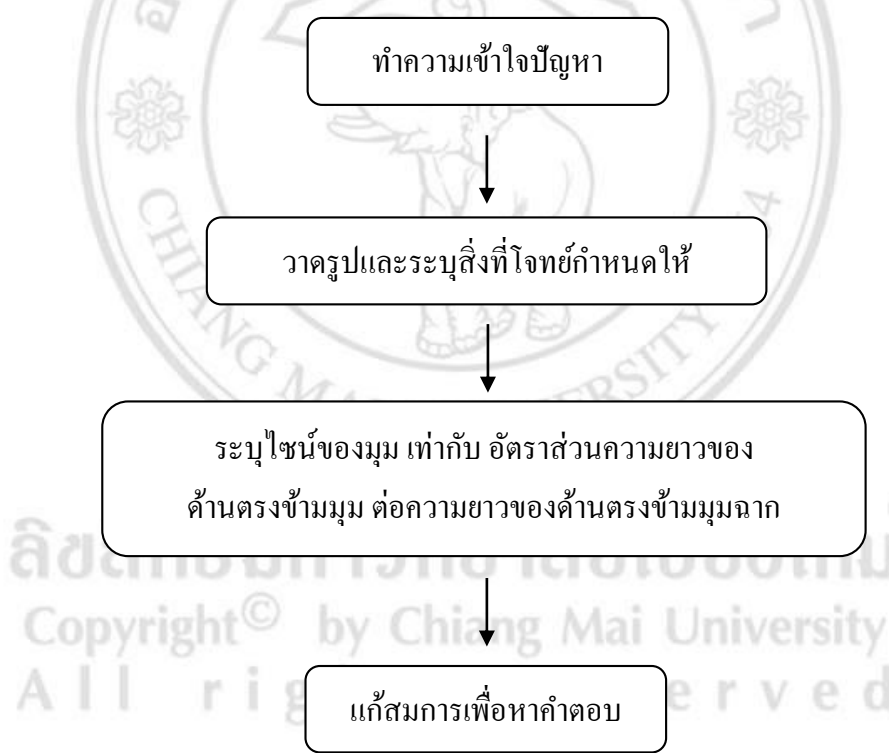 ทำความเข้าใจปัญหา
วาดรูปและระบุสิ่งที่โจทย์กำหนดให้
CHIANG MAI UNIVERSITY
ระบุไซน์ของมุม เท่ากับ อัตราส่วนความยาวของ
ด้านตรงข้ามมุม ต่อความยาวของด้านตรงข้ามมุมฉาก
Copyright© by Chiang Mai University
แก้สมการเพื่อหาคำตอบ
All